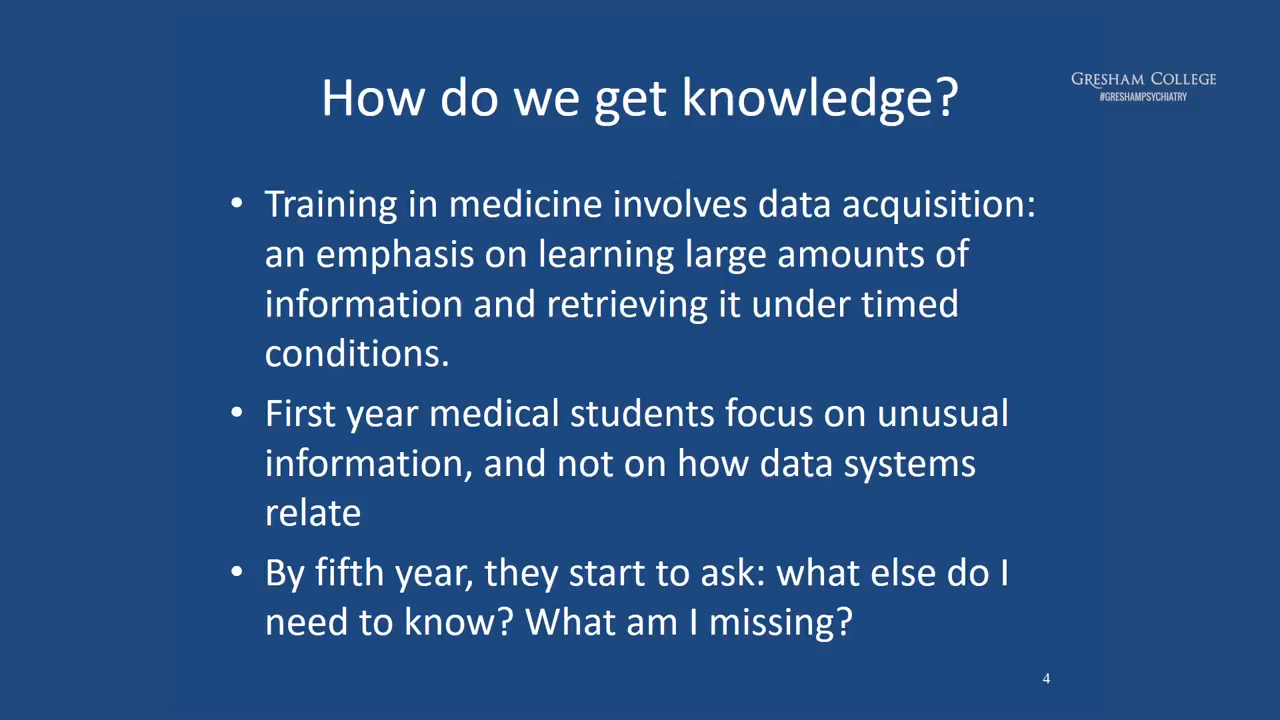 How do we get knowledge?
GRESHAM COLLEGE
#GRESHAMPSYCHIATRY
• Training in medicine involves data acquisition:
an emphasis on learning large amounts of
information and retrieving it under timed
conditions.
• First year medical students focus on unusual
information, and not on how data systems
relate
• By fifth year, they start to ask: what else do I
need to know? What am I missing?
4